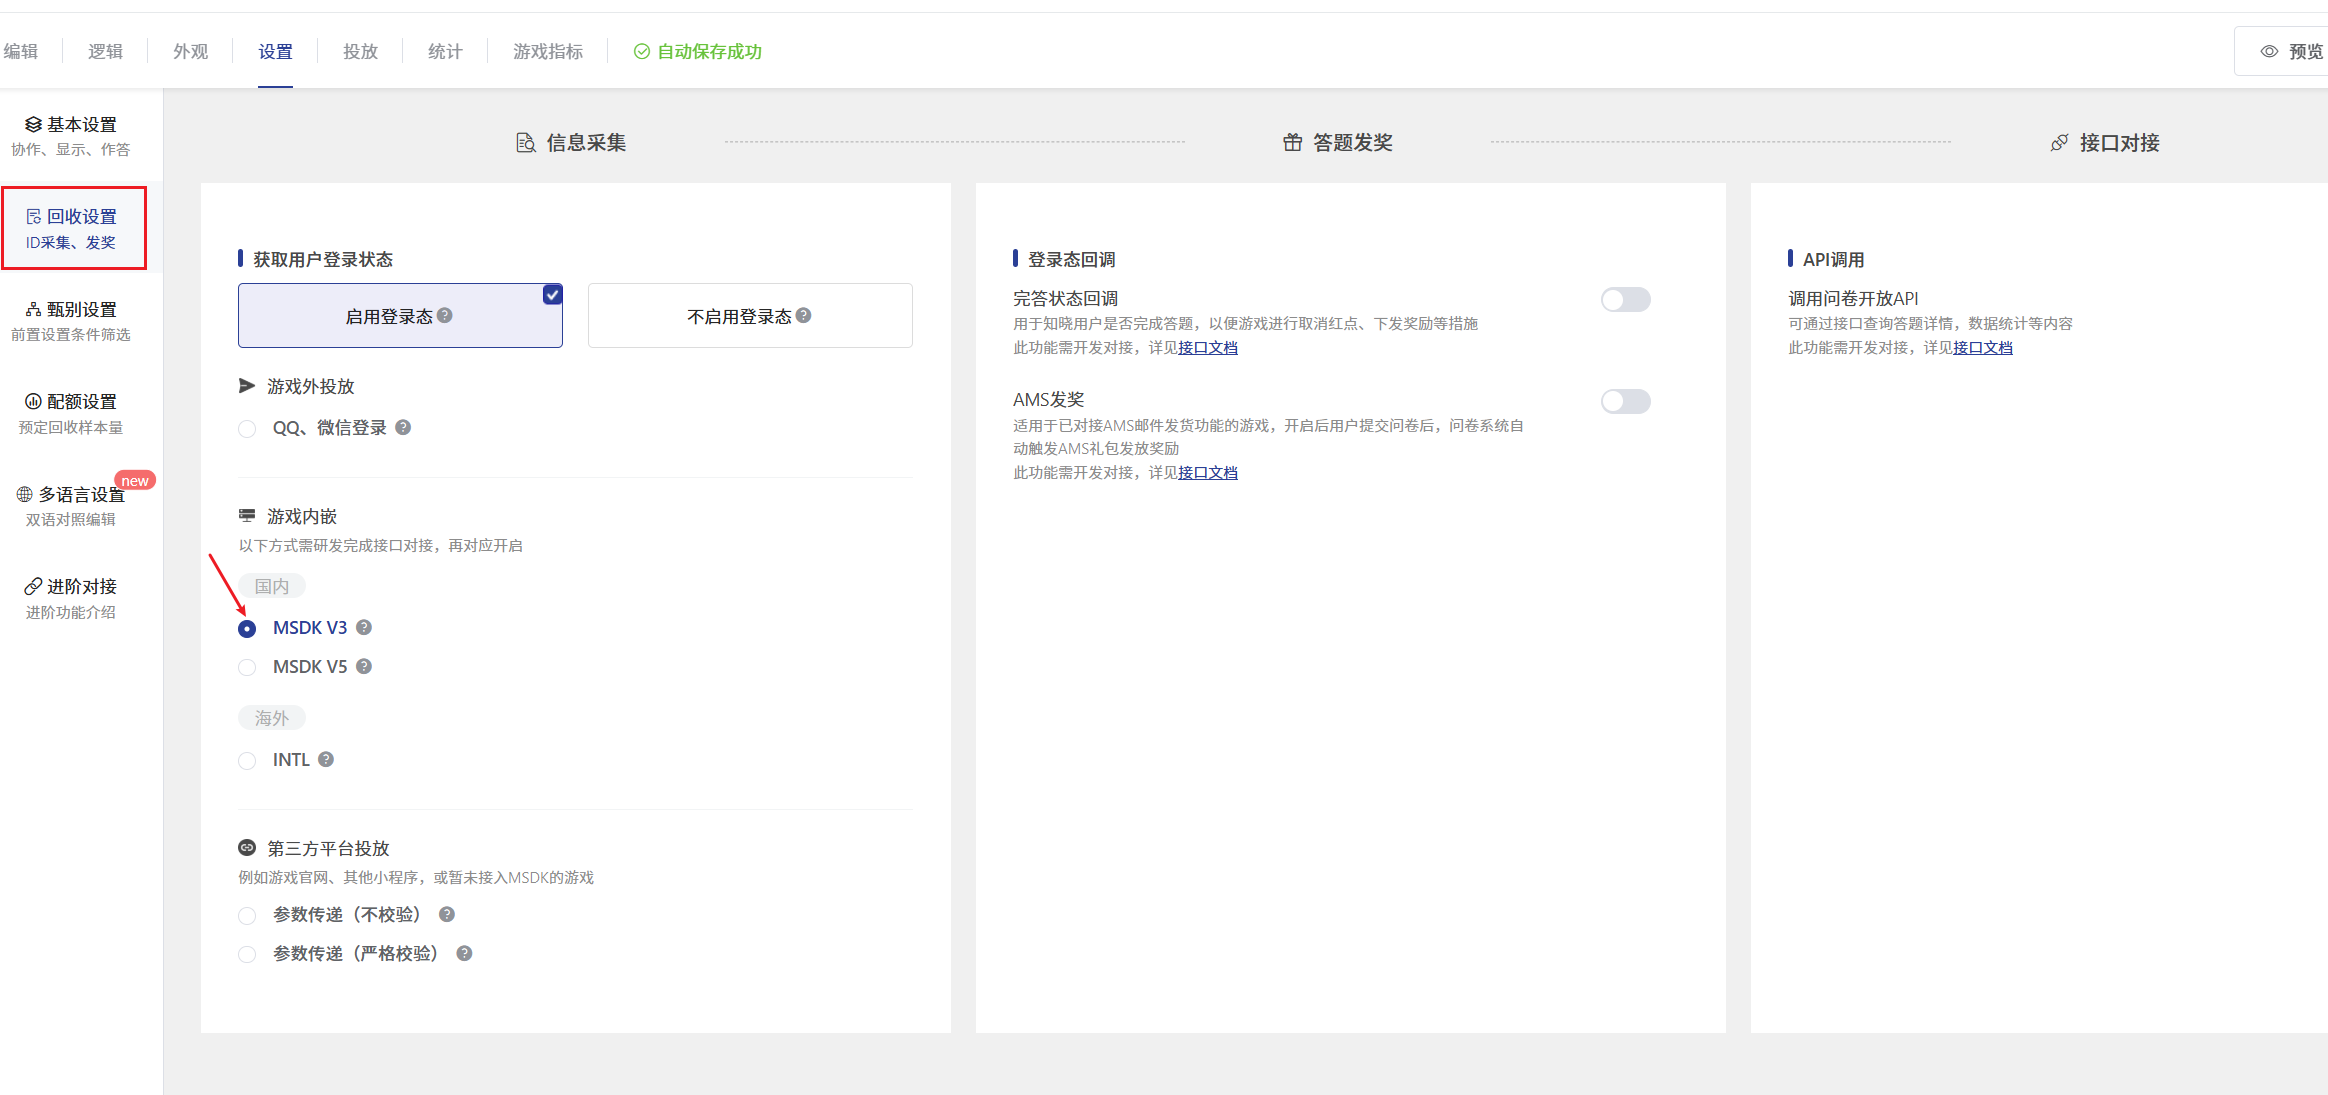 编辑
逻辑
外观
设置
投放
统计
游戏指标
自动保存成功
预览
基本设置
协作、显示、作答
回收设置
ID采集、发奖
甄别设置
前置设置条件筛选
配额设置
预定回收样本量
new
多语言设置
双语对照编辑
进阶对接
进阶功能介绍
信息采集
答题发奖
接口对接
获取用户登录状态
启用登录态
不启用登录态
游戏外投放
QQ、微信登录
游戏内嵌
以下方式需研发完成接口对接，再对应开启
国内
MSDK V3
MSDK V5
海外
INTL
第三方平台投放
例如游戏官网、其他小程序，或暂未接入MSDK的游戏
参数传递（不校验）
参数传递（严格校验）
登录态回调
完答状态回调
用于知晓用户是否完成答题，以便游戏进行取消红点、下发奖励等措施
此功能需开发对接，详见接口文档
AMS发奖
适用于已对接AMS邮件发货功能的游戏，开启后用户提交问卷后，问卷系统自
动触发AMS礼包发放奖励
此功能需开发对接，详见接口文档
API调用
调用问卷开放API
可通过接口查询答题详情，数据统计等内容
此功能需开发对接，详见接口文档